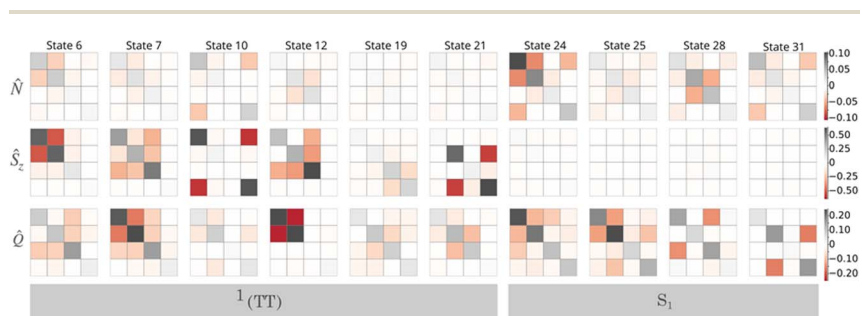 State 6 State 7 State 10 State 12 State 19 State 21 State 24 State 25 State 28 State 31
N̂ 0.10 0.05 0 −0.05 −0.10
Ŝz 0.50 0.25 0 −0.25 −0.50
Q̂ 0.20 0.10 0 −0.10 −0.20
¹(TT) S₁